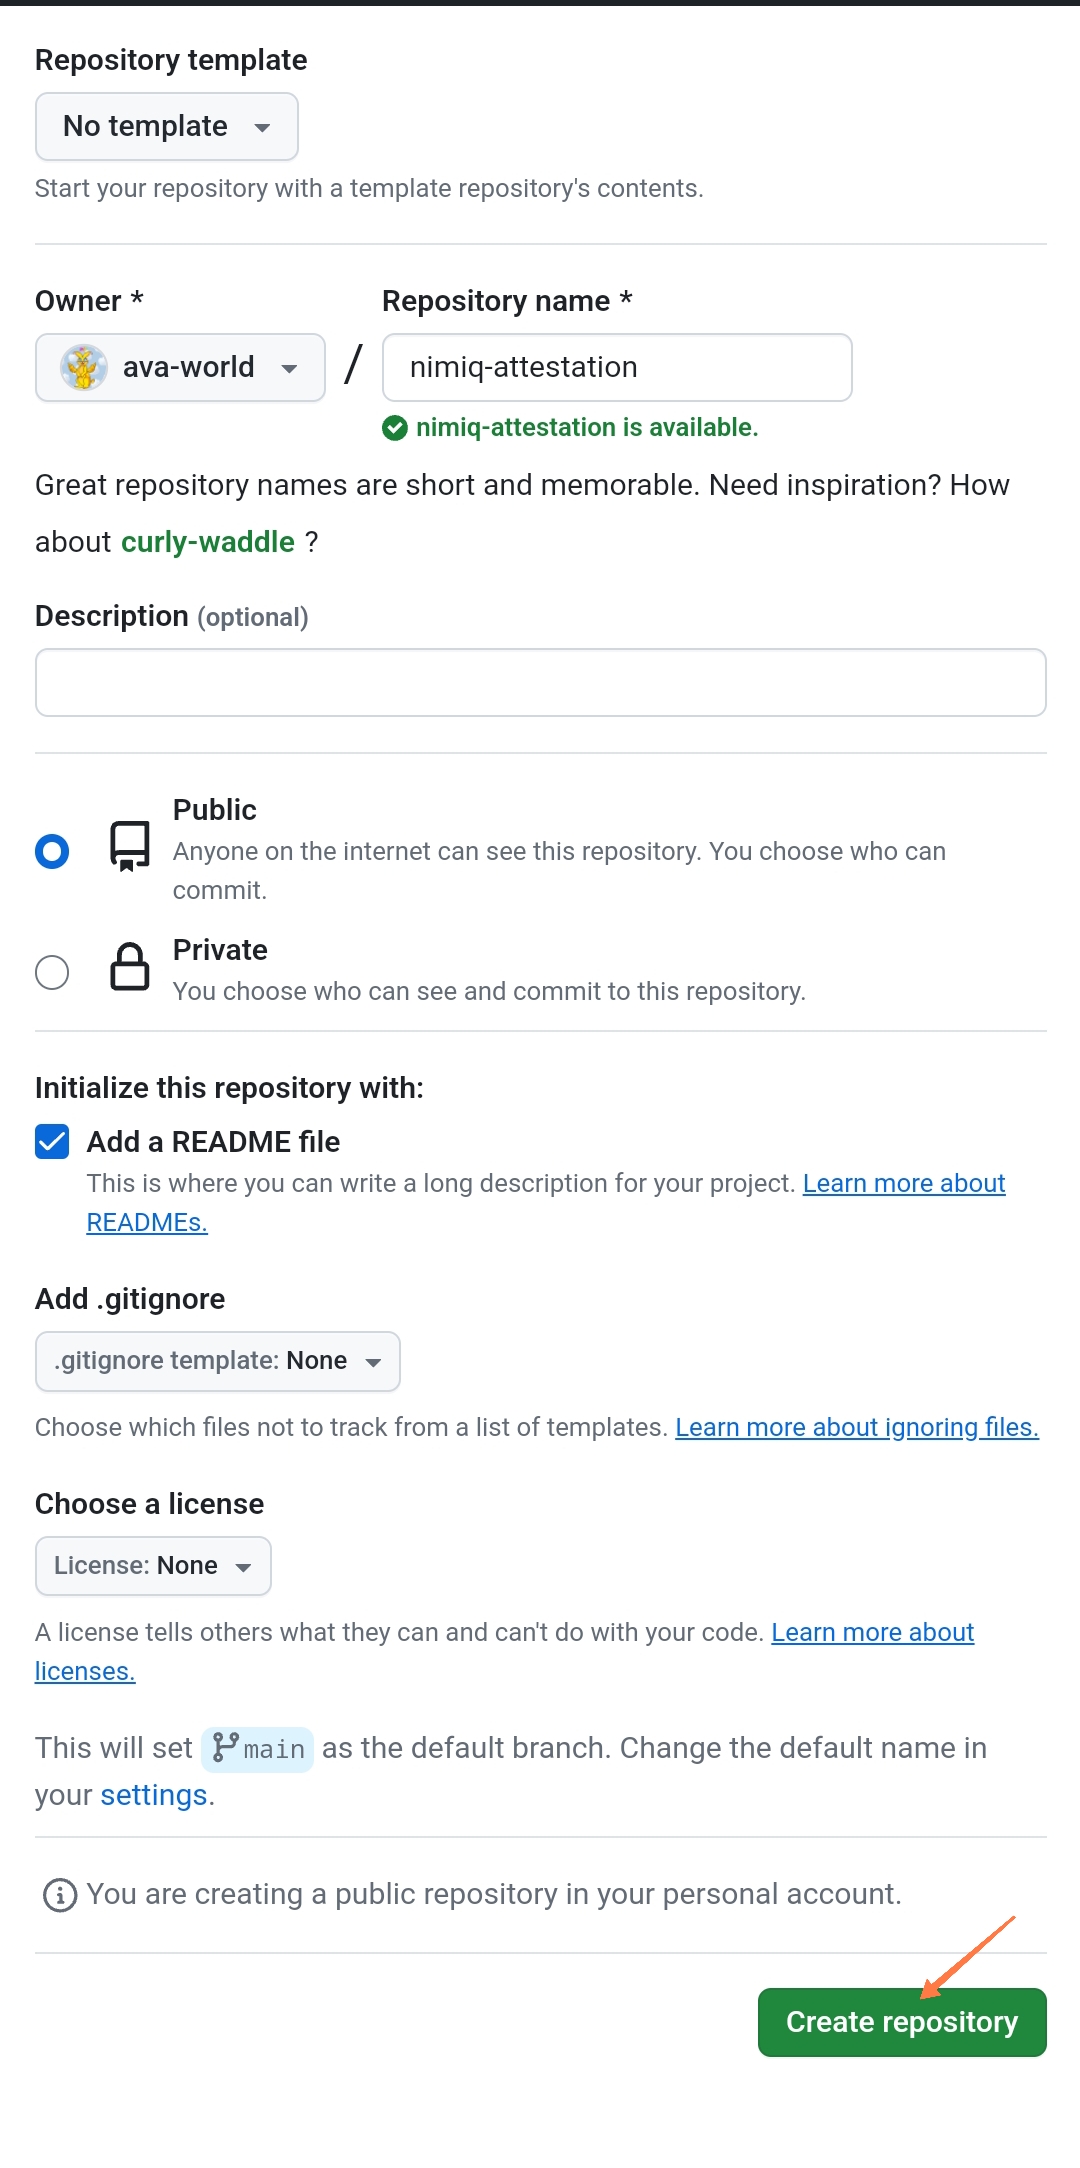 Repository template
No template
Start your repository with a template repository's contents.
Owner *
Repository name *
ava-world
/
nimiq-attestation
nimiq-attestation is available.
Great repository names are short and memorable. Need inspiration? How
about curly-waddle ?
Description (optional)
Public
Anyone on the internet can see this repository. You choose who can
commit.
Private
You choose who can see and commit to this repository.
Initialize this repository with:
Add a README file
This is where you can write a long description for your project. Learn more about
READMEs.
Add .gitignore
.gitignore template: None
Choose which files not to track from a list of templates. Learn more about ignoring files.
Choose a license
License: None
A license tells others what they can and can't do with your code. Learn more about
licenses.
This will set main as the default branch. Change the default name in
your settings.
You are creating a public repository in your personal account.
Create repository